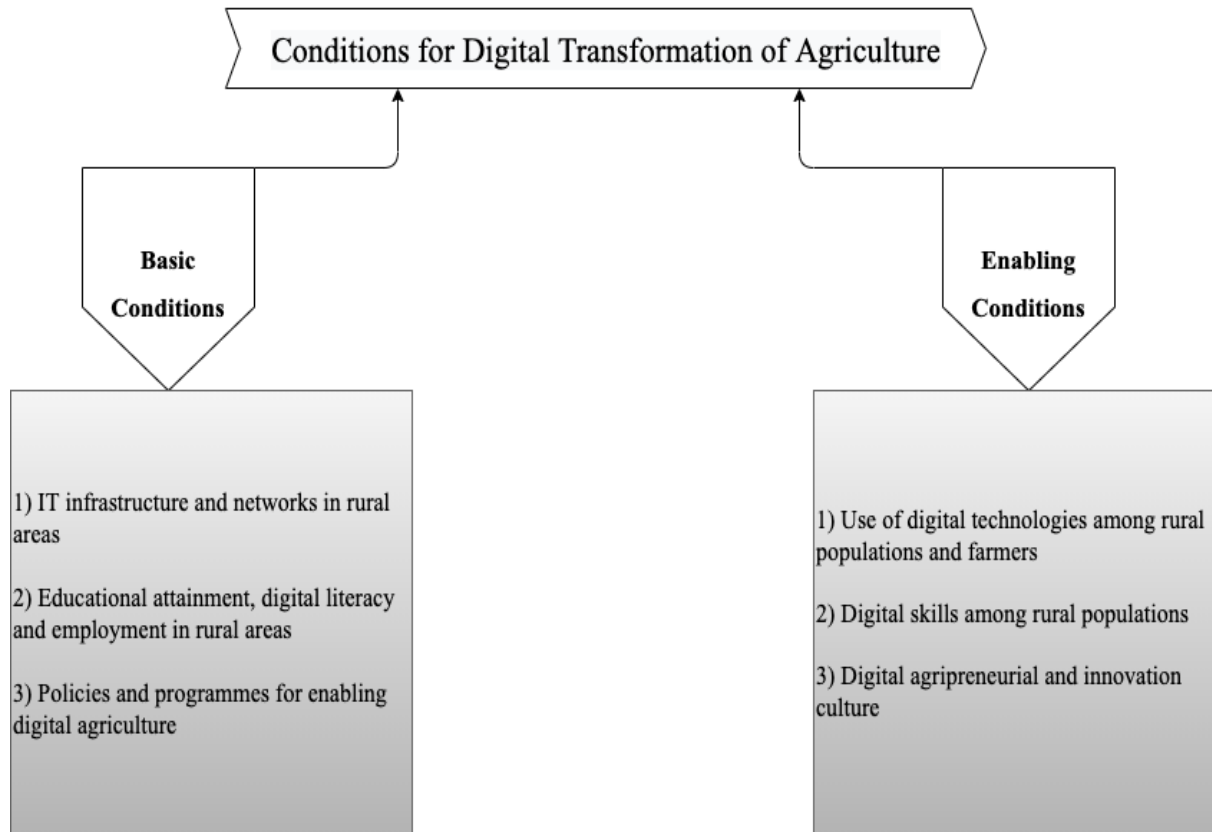 Conditions for Digital Transformation of Agriculture
Basic
Conditions
1) IT infrastructure and networks in rural
areas
2) Educational attainment, digital literacy
and employment in rural areas
3) Policies and programmes for enabling
digital agriculture
Enabling
Conditions
1) Use of digital technologies among rural
populations and farmers
2) Digital skills among rural populations
3) Digital agripreneurial and innovation
culture